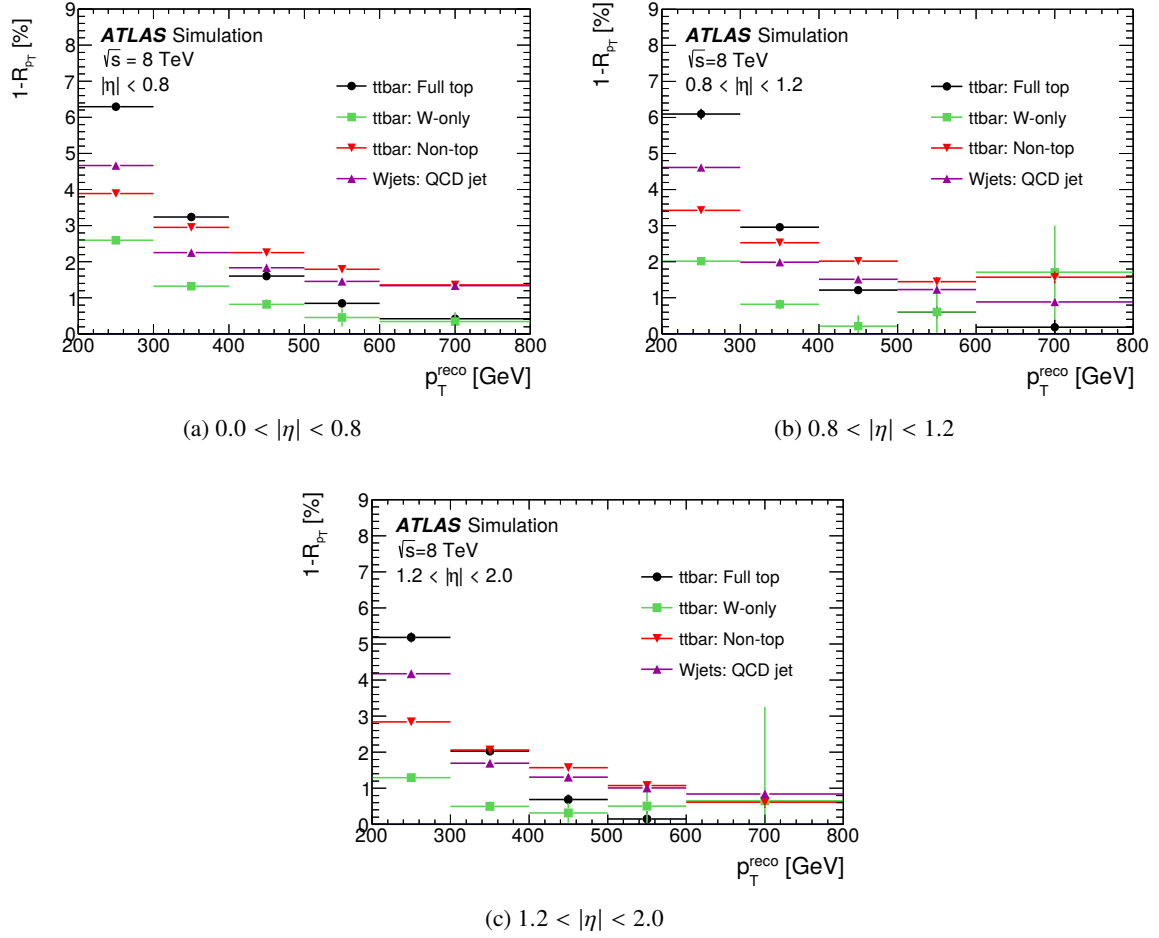 9
8
7
6
5
4
3
2
1
0
1-R_{pT} [%]
ATLAS Simulation
√s = 8 TeV
|η| < 0.8
ttbar: Full top
ttbar: W-only
ttbar: Non-top
Wjets: QCD jet
200 300 400 500 600 700 800
p_T^{reco} [GeV]
(a) 0.0 < |η| < 0.8
9
8
7
6
5
4
3
2
1
0
1-R_{pT} [%]
ATLAS Simulation
√s=8 TeV
0.8 < |η| < 1.2
ttbar: Full top
ttbar: W-only
ttbar: Non-top
Wjets: QCD jet
200 300 400 500 600 700 800
p_T^{reco} [GeV]
(b) 0.8 < |η| < 1.2
9
8
7
6
5
4
3
2
1
0
1-R_{pT} [%]
ATLAS Simulation
√s=8 TeV
1.2 < |η| < 2.0
ttbar: Full top
ttbar: W-only
ttbar: Non-top
Wjets: QCD jet
200 300 400 500 600 700 800
p_T^{reco} [GeV]
(c) 1.2 < |η| < 2.0